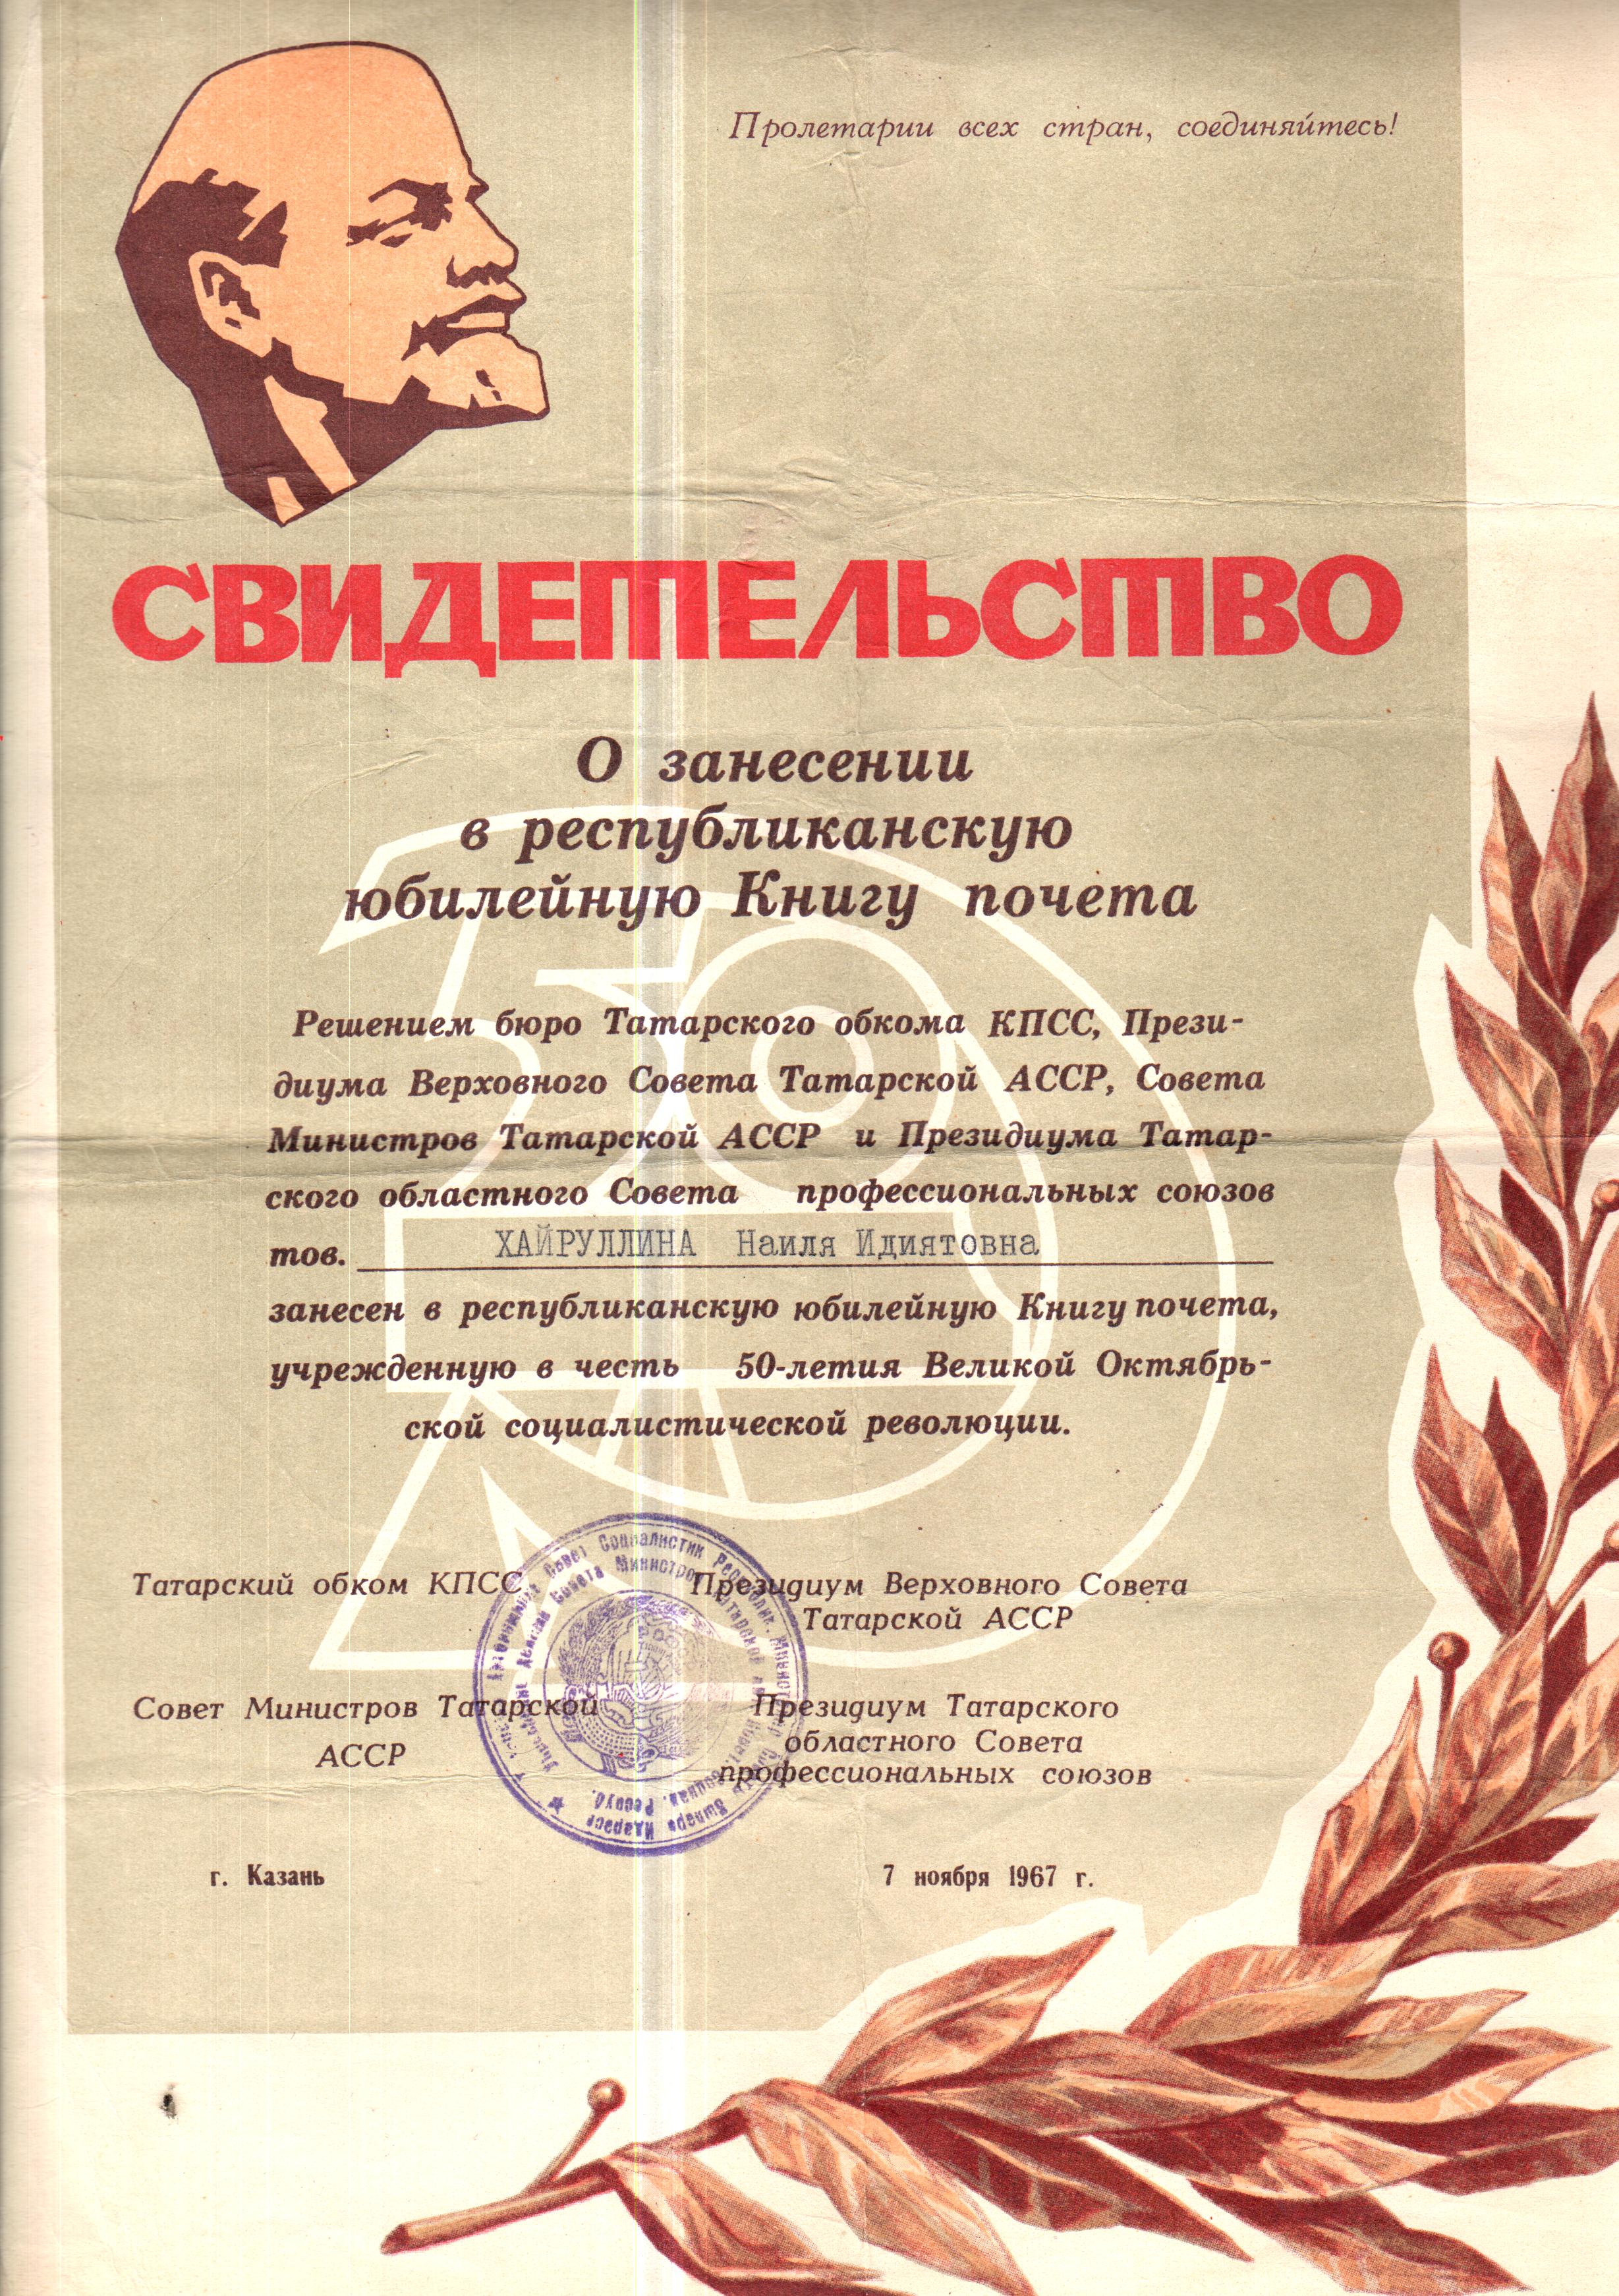 Пролетарии всех стран, соединяйтесь!
СВИДЕТЕЛЬСТВО
О занесении
в республиканскую
юбилейную Книгу почета
Решением бюро Татарского обкома КПСС, Прези-
диума Верховного Совета Татарской АССР, Совета
Министров Татарской АССР и Президиума Татар-
ского областного Совета профессиональных союзов
тов. ХАЙРУЛЛИНА Наиля Идиятовна
занесен в республиканскую юбилейную Книгу почета,
учрежденную в честь 50-летия Великой Октябрь-
ской социалистической революции.
Татарский обком КПСС
Президиум Верховного Совета
Татарской АССР
Совет Министров Татарской
АССР
Президиум Татарского
областного Совета
профессиональных союзов
г. Казань
7 ноября 1967 г.